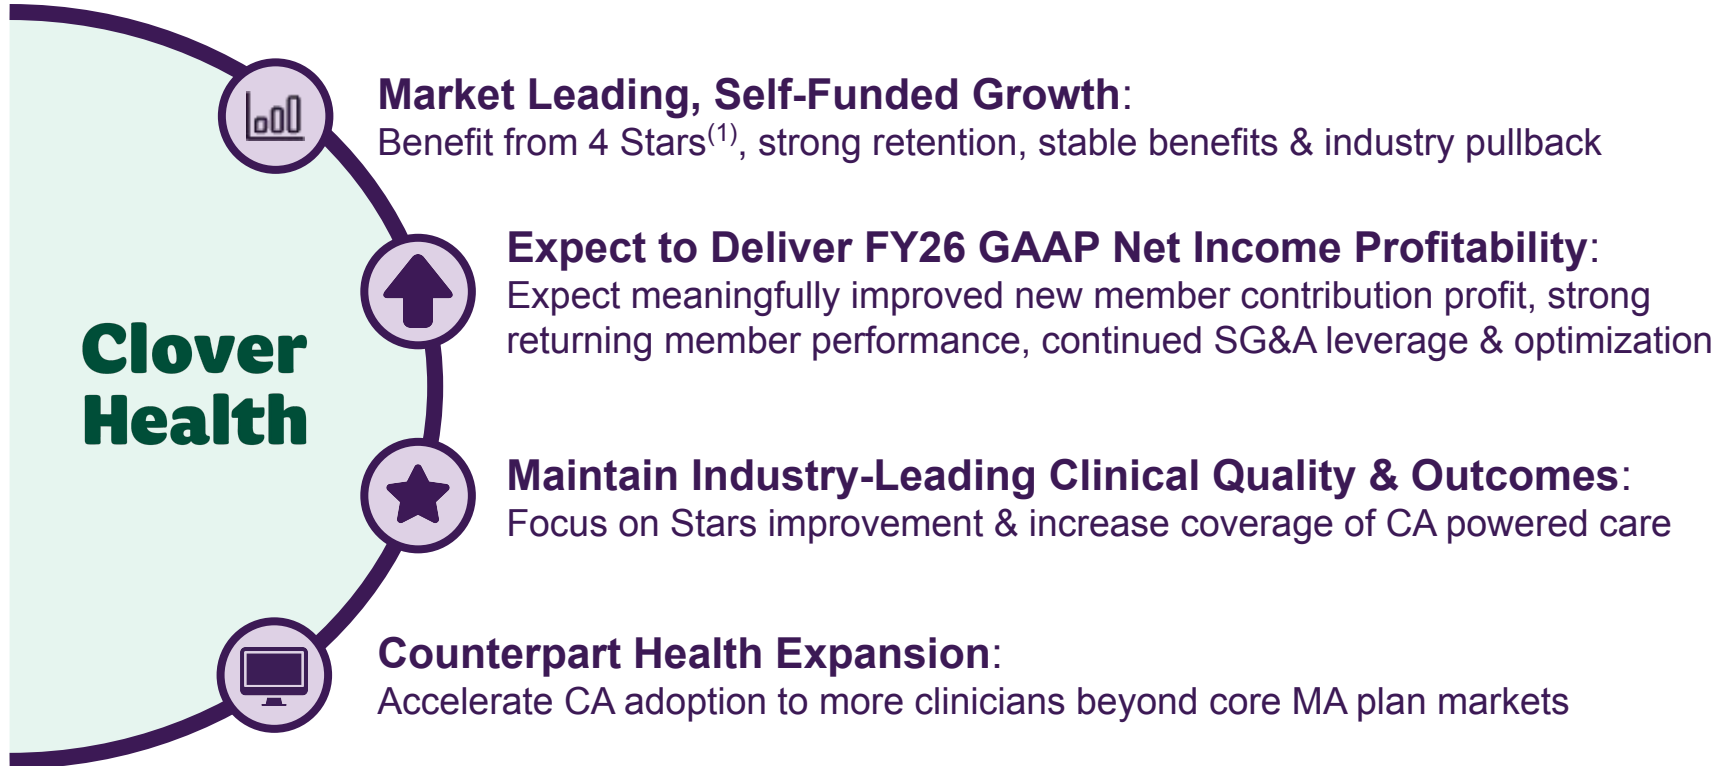 Clover
Health
Market Leading, Self-Funded Growth:
Benefit from 4 Stars(1), strong retention, stable benefits & industry pullback
Expect to Deliver FY26 GAAP Net Income Profitability:
Expect meaningfully improved new member contribution profit, strong
returning member performance, continued SG&A leverage & optimization
Maintain Industry-Leading Clinical Quality & Outcomes:
Focus on Stars improvement & increase coverage of CA powered care
Counterpart Health Expansion:
Accelerate CA adoption to more clinicians beyond core MA plan markets